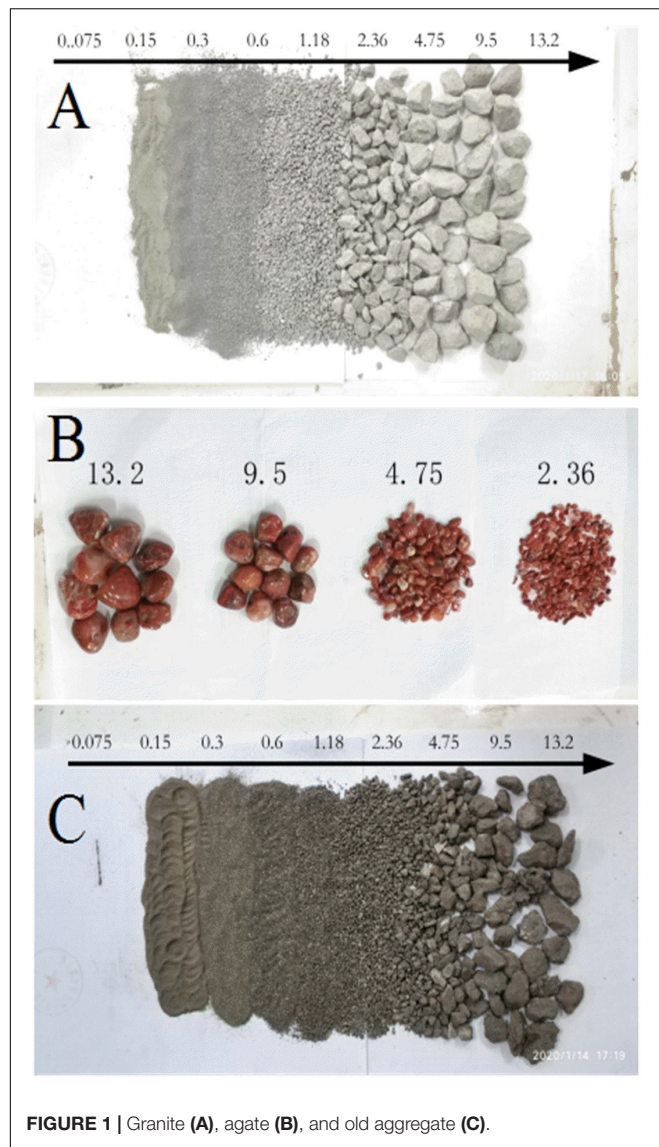 0..075 0.15 0.3 0.6 1.18 2.36 4.75 9.5 13.2
A
B
13.2 9.5 4.75 2.36
0.075 0.15 0.3 0.6 1.18 2.36 4.75 9.5 13.2
C
2020/1/14 17:19
FIGURE 1 | Granite (A), agate (B), and old aggregate (C).